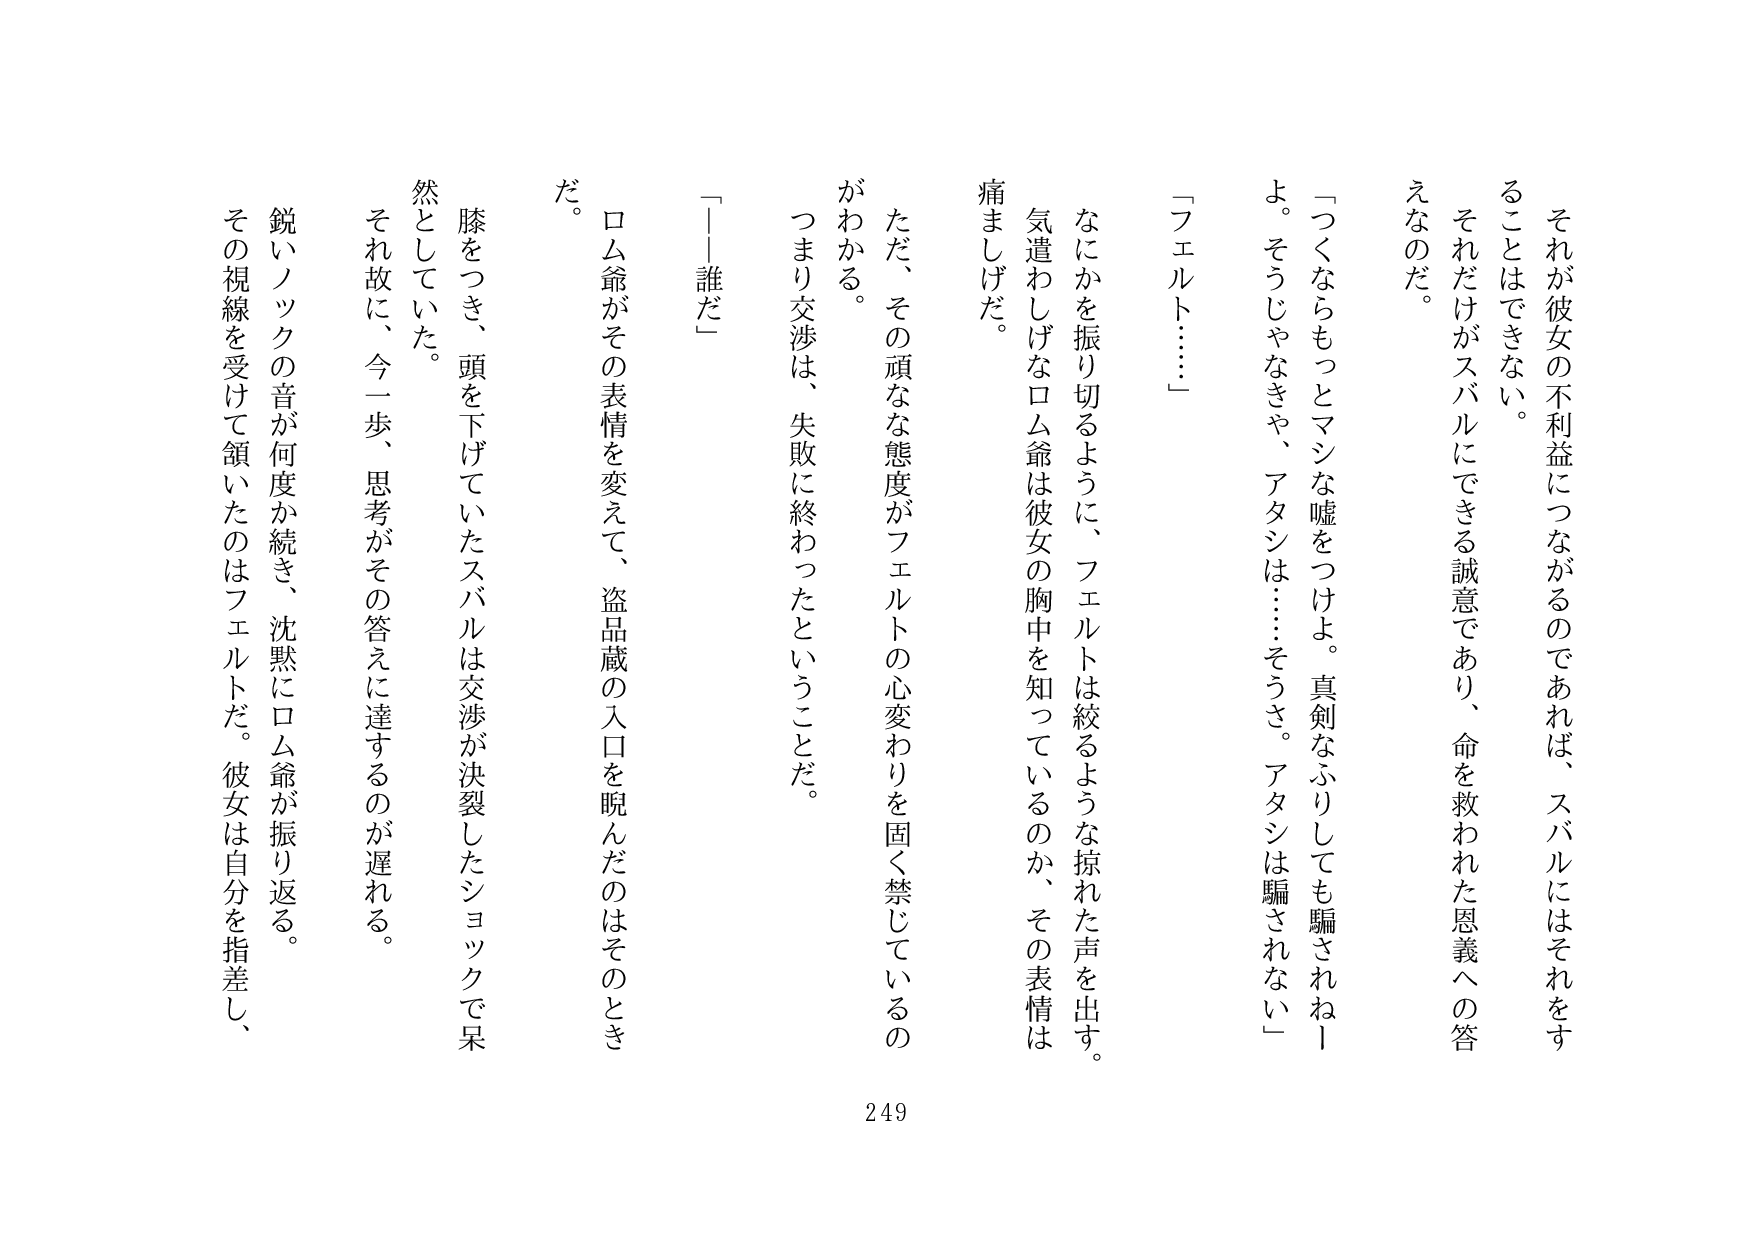 それが彼女の不利益につながるのであれば、スバルにはそれをす
ることはできない。
　それだけがスバルにできる誠意であり、命を救われた恩義への答
えなのだ。
「つくならもっとマシな嘘をつけよ。真剣なふりしても騙されねー
よ。そうじゃなきゃ、アタシは……そうさ。アタシは騙されない」
「フェルト……」
　なにかを振り切るように、フェルトは絞るような掠れた声を出す。
　気遣わしげなロム爺は彼女の胸中を知っているのか、その表情は
痛ましげだ。
　ただ、その頑なな態度がフェルトの心変わりを固く禁じているの
がわかる。
　つまり交渉は、失敗に終わったということだ。
「――誰だ」
　ロム爺がその表情を変えて、盗品蔵の入口を睨んだのはそのとき
だ。
　膝をつき、頭を下げていたスバルは交渉が決裂したショックで呆
然としていた。
　それ故に、今一歩、思考がその答えに達するのが遅れる。
　鋭いノックの音が何度か続き、沈黙にロム爺が振り返る。
　その視線を受けて頷いたのはフェルトだ。彼女は自分を指差し、
249